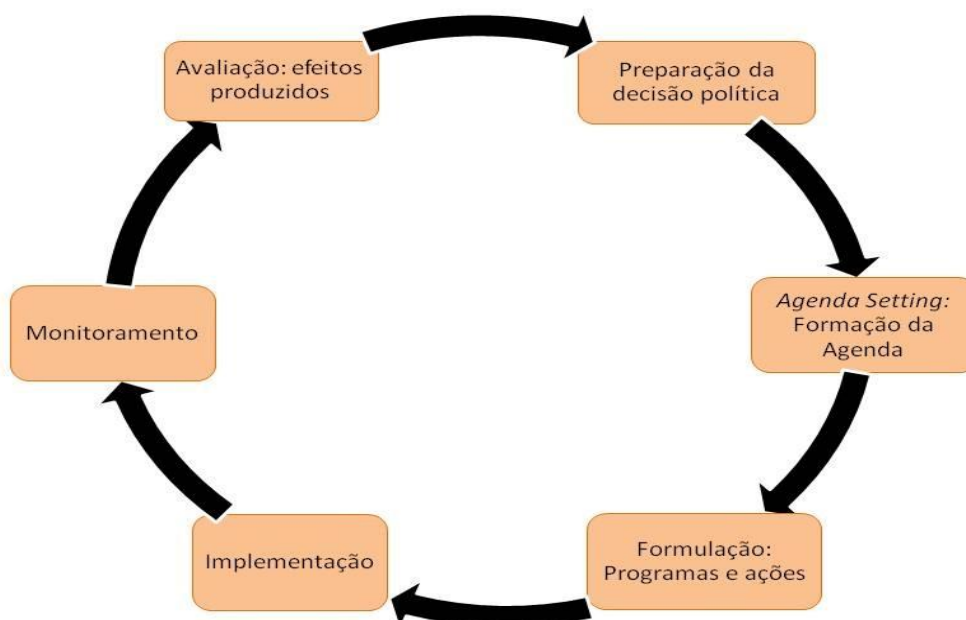 Avaliação: efeitos
produzidos
Preparação da
decisão política
Agenda Setting:
Formação da
Agenda
Formulação:
Programas e ações
Implementação
Monitoramento